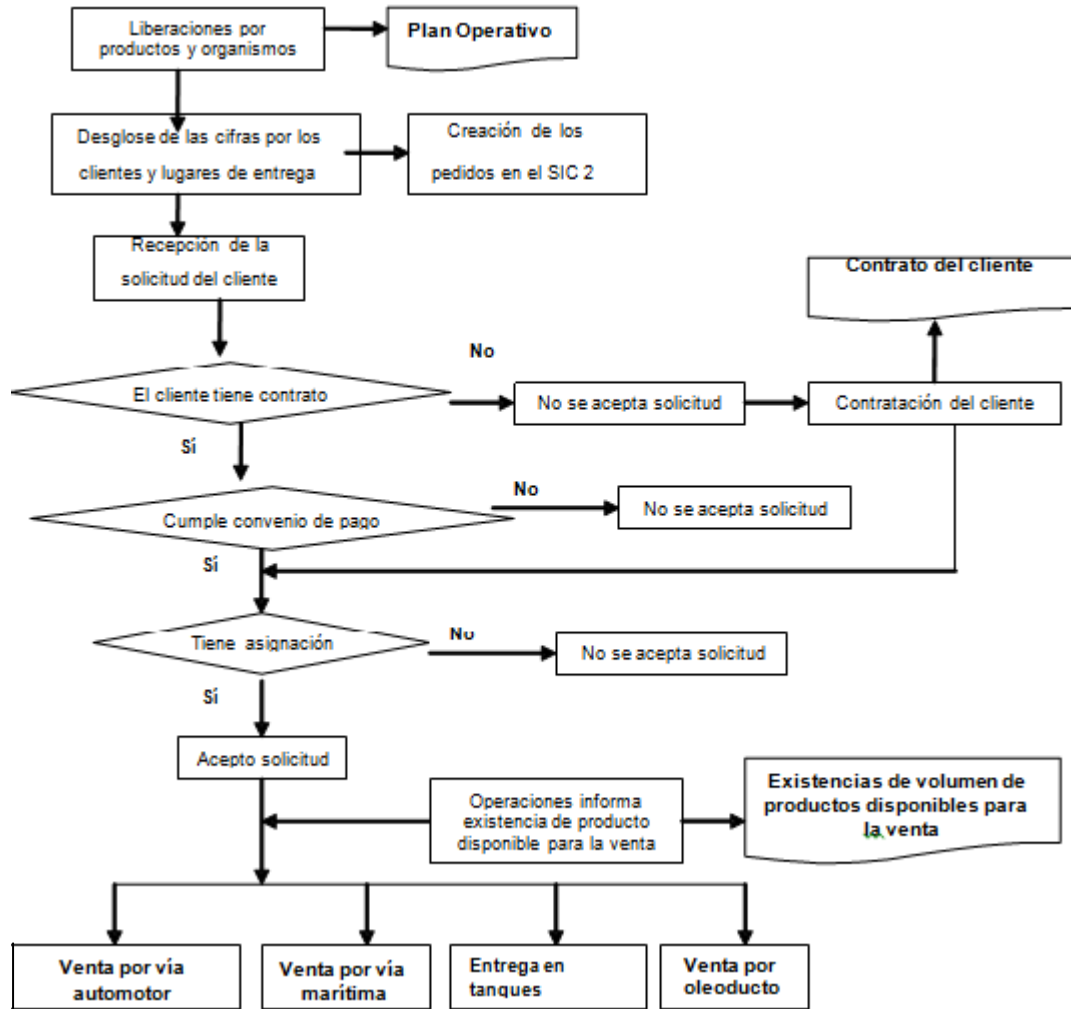 Liberaciones por
productos y organismos
Plan Operativo
Desglose de las cifras por los
clientes y lugares de entrega
Creación de los
pedidos en el SIC 2
Recepción de la
solicitud del cliente
Contrato del cliente
No
El cliente tiene contrato
No se acepta solicitud
Contratación del cliente
Sí
No
Cumple convenio de pago
No se acepta solicitud
Sí
No
Tiene asignación
No se acepta solicitud
Sí
Acepto solicitud
Operaciones informa
existencia de producto
disponible para la venta
Existencias de volumen de
productos disponibles para
la venta
Venta por vía
automotor
Venta por vía
marítima
Entrega en
tanques
Venta por
oleoducto